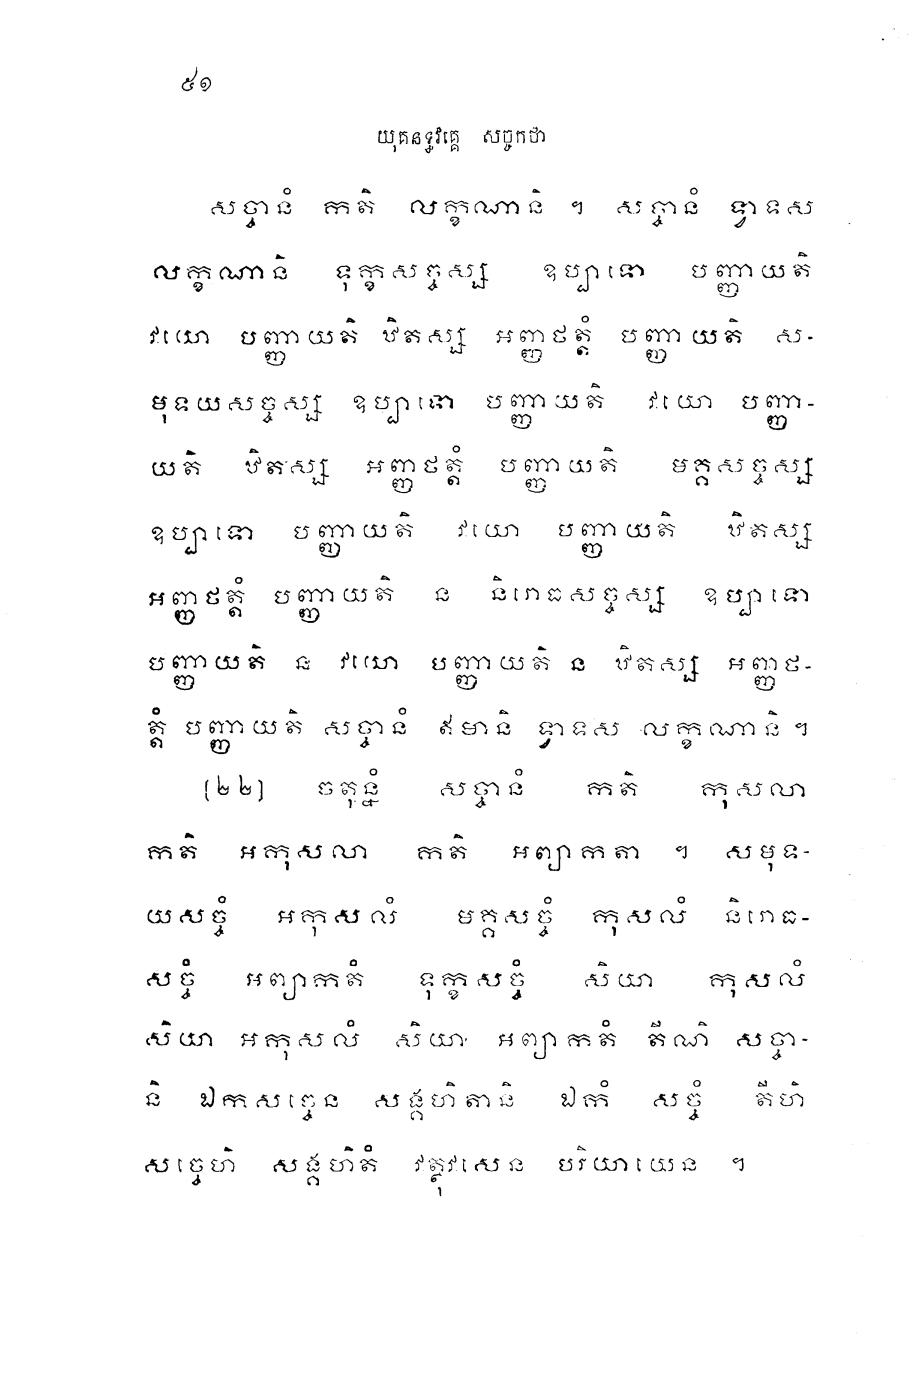 ៥១
យុគនទ្ធវគ្គេ សច្ចកថា
សច្ចានំ កតិ លក្ខណានិ ។ សច្ចានំ ទ្វាទស
លក្ខណានិ ទុក្ខសច្ចស្ស ឧប្បាទោ បញ្ញាយតិ
វយោ បញ្ញាយតិ ឋិតស្ស អញ្ញថត្តំ បញ្ញាយតិ ស-
មុទយសច្ចស្ស ឧប្បាទោ បញ្ញាយតិ វយោ បញ្ញា-
យតិ ឋិតស្ស អញ្ញថត្តំ បញ្ញាយតិ មគ្គសច្ចស្ស
ឧប្បាទោ បញ្ញាយតិ វយោ បញ្ញាយតិ ឋិតស្ស
អញ្ញថត្តំ បញ្ញាយតិ ន និរោធសច្ចស្ស ឧប្បាទោ
បញ្ញាយតិ ន វយោ បញ្ញាយតិ ន ឋិតស្ស អញ្ញថ-
ត្តំ បញ្ញាយតិ សច្ចានំ ឥមានិ ទ្វាទស លក្ខណានិ ។
[២២] ចតុន្នំ សច្ចានំ កតិ កុសលា
កតិ អកុសលា កតិ អព្យាកតា ។ សមុទ-
យសច្ចំ អកុសលំ មគ្គសច្ចំ កុសលំ និរោធ-
សច្ចំ អព្យាកតំ ទុក្ខសច្ចំ សិយា កុសលំ
សិយា អកុសលំ សិយា អព្យាកតំ តីណិ សច្ចា-
និ ឯកសច្ចេន សង្គហិតានិ ឯកំ សច្ចំ តីហិ
សច្ចេហិ សង្គហិតំ វត្ថុវសេន បរិយាយេន ។